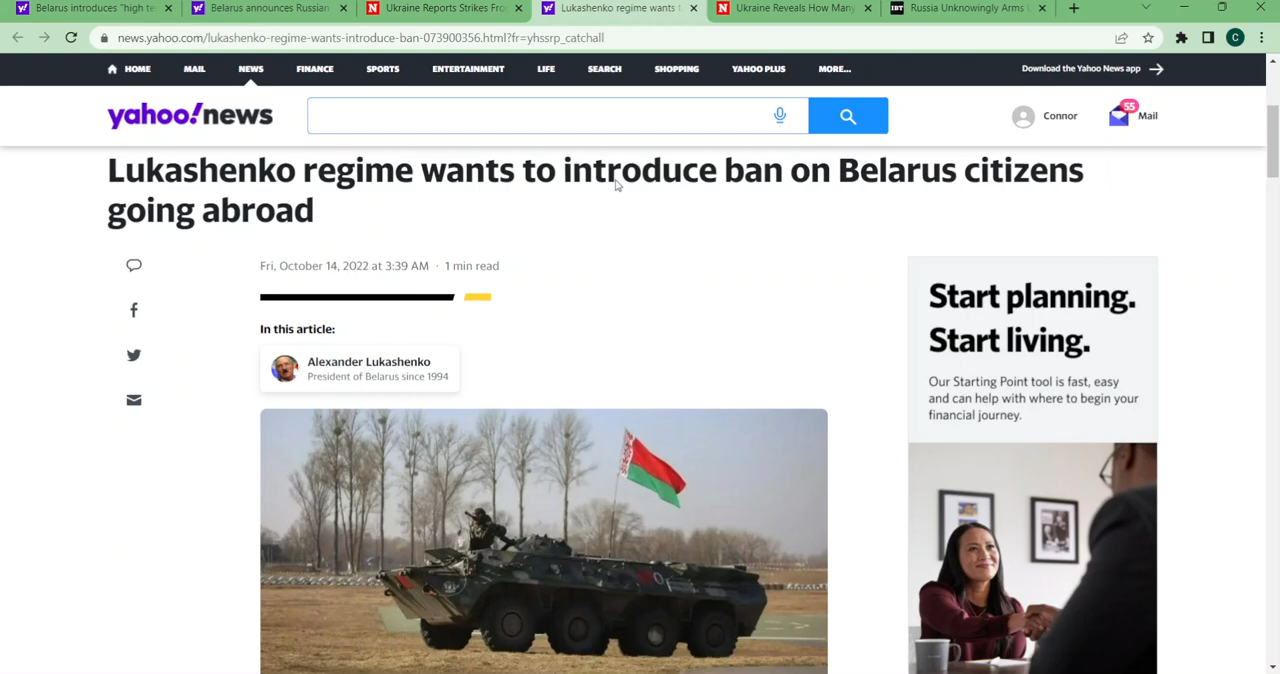 Belarus introduces "high te
Belarus announces Russian
Ukraine Reports Strikes Fro
Lukashenko regime wants t
Ukraine Reveals How Many
Russia Unknowingly Arms U
news.yahoo.com/lukashenko-regime-wants-introduce-ban-073900356.html?fr=yhssrp_catchall
C
HOME MAIL NEWS FINANCE SPORTS ENTERTAINMENT LIFE SEARCH SHOPPING YAHOO PLUS MORE... Download the Yahoo News app
yahoo!news
Connor
55
Mail
Lukashenko regime wants to introduce ban on Belarus citizens
going abroad
Fri, October 14, 2022 at 3:39 AM · 1 min read
In this article:
Alexander Lukashenko
President of Belarus since 1994
Start planning.
Start living.
Our Starting Point tool is fast, easy
and can help with where to begin your
financial journey.